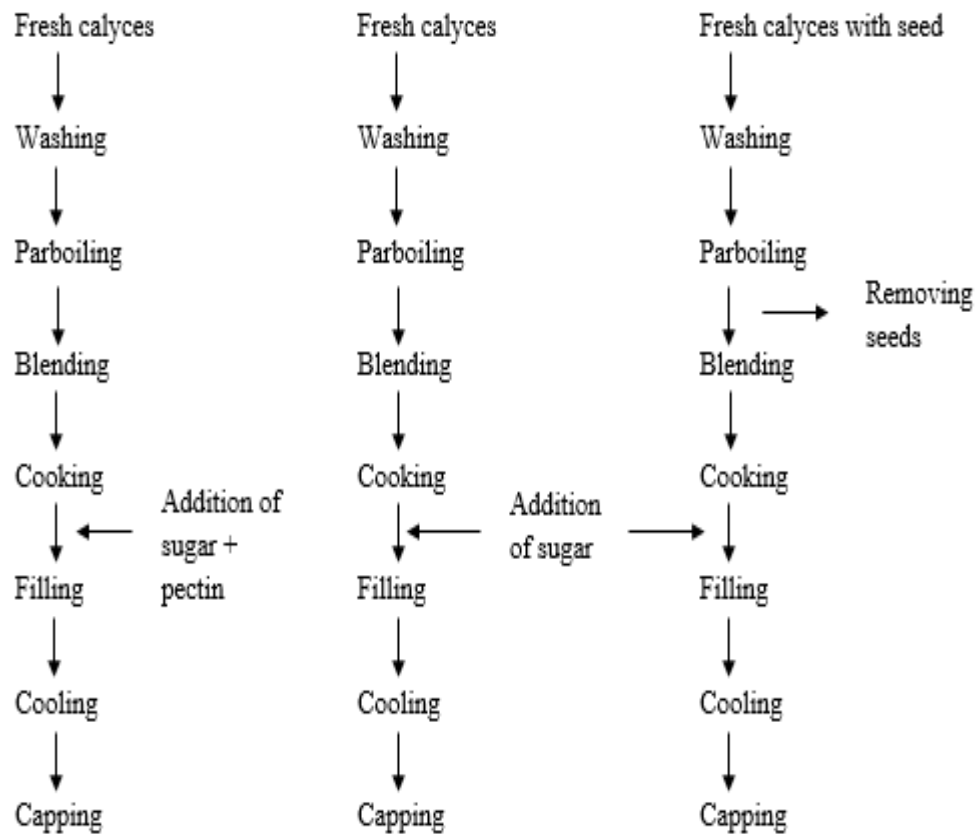 Fresh calyces
Washing
Parboiling
Blending
Cooking
Addition of
sugar +
pectin
Filling
Cooling
Capping
Fresh calyces
Washing
Parboiling
Blending
Cooking
Addition
of sugar
Filling
Cooling
Capping
Fresh calyces with seed
Washing
Parboiling
Removing
seeds
Blending
Cooking
Filling
Cooling
Capping